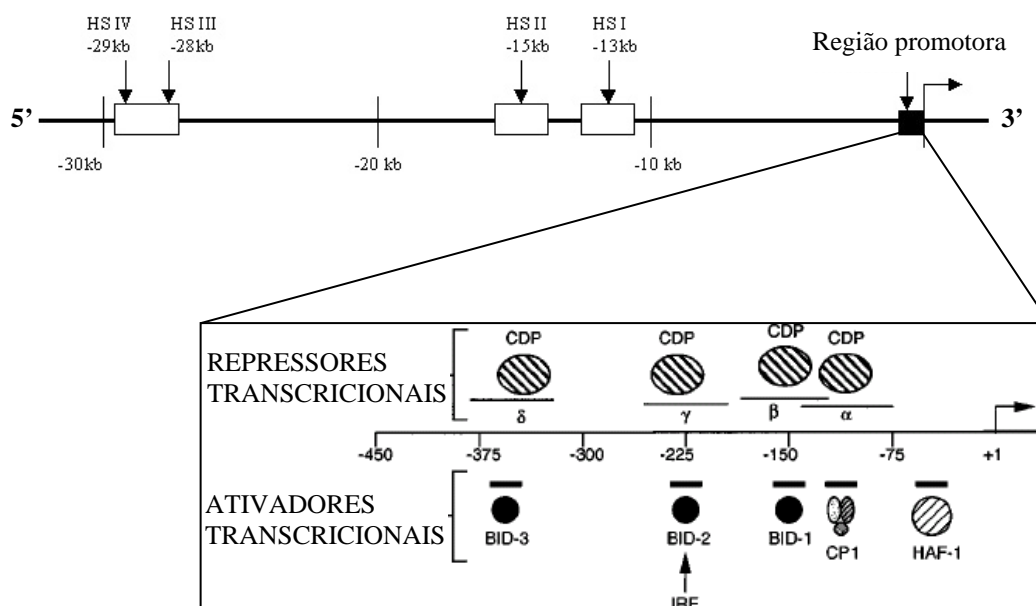 HS IV HS III HS II HS I
-29kb -28kb -15kb -13kb
Região promotora
5’ 3’
-30kb -20 kb -10 kb
REPRESSORES
TRANSCRICIONAIS
CDP CDP CDP CDP
δ γ β α
-450 -375 -300 -225 -150 -75 +1
ATIVADORES
TRANSCRICIONAIS
BID-3 BID-2 BID-1 CP1 HAF-1
IRF